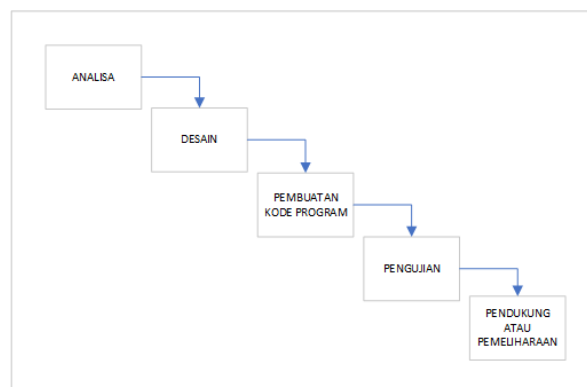 ANALISA
DESAIN
PEMBUATAN
KODE PROGRAM
PENGUJIAN
PENDUKUNG
ATAU
PEMELIHARAAN